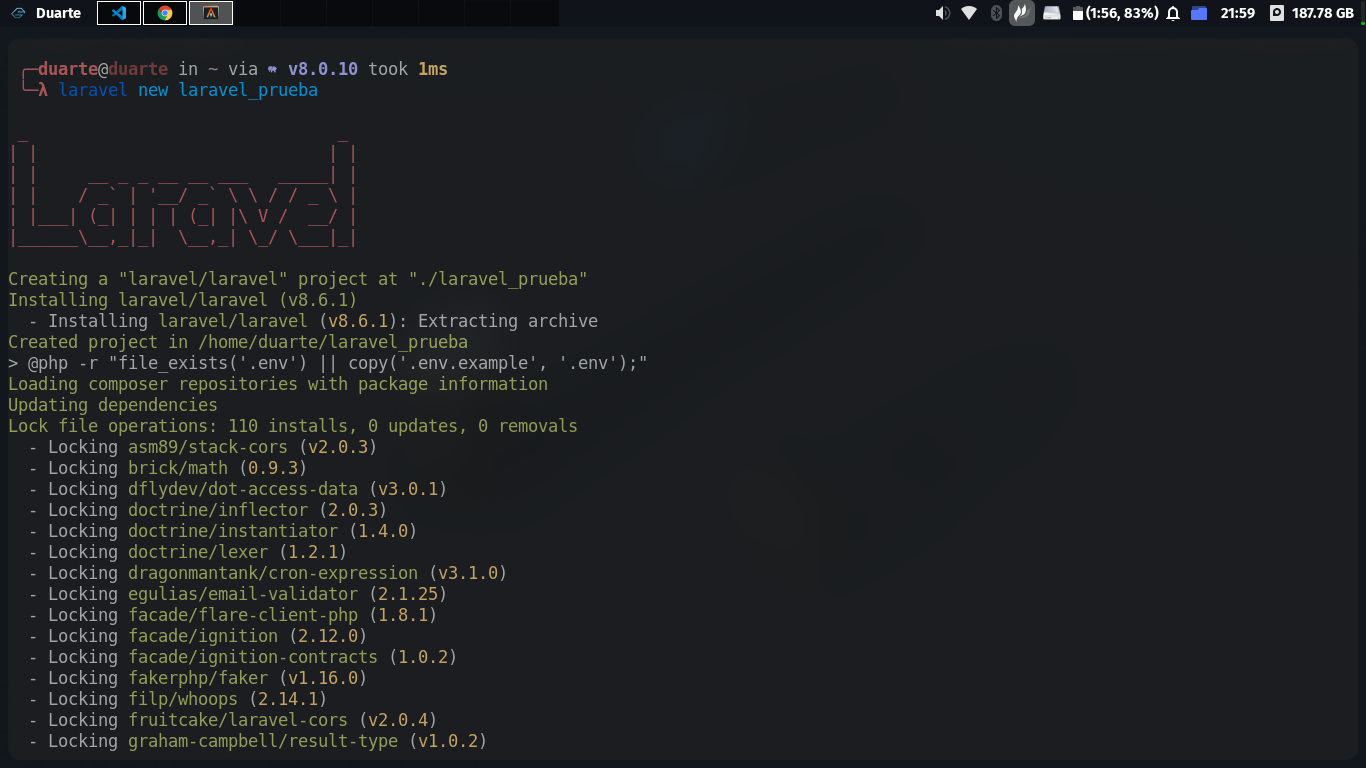 Duarte (1:56, 83%) 21:59 187.78 GB
╭─duarte@duarte in ~ via v8.0.10 took 1ms
╰─λ laravel new laravel_prueba
 _                               _
| |                             | |
| |     __ _ _ __ __ ___   _____| |
| |    / _` | '__/ _` \ \ / / _ \ |
| |___| (_| | | | (_| |\ V /  __/ |
|______\__,_|_|  \__,_| \_/ \___|_|
Creating a "laravel/laravel" project at "./laravel_prueba"
Installing laravel/laravel (v8.6.1)
  - Installing laravel/laravel (v8.6.1): Extracting archive
Created project in /home/duarte/laravel_prueba
> @php -r "file_exists('.env') || copy('.env.example', '.env');"
Loading composer repositories with package information
Updating dependencies
Lock file operations: 110 installs, 0 updates, 0 removals
  - Locking asm89/stack-cors (v2.0.3)
  - Locking brick/math (0.9.3)
  - Locking dflydev/dot-access-data (v3.0.1)
  - Locking doctrine/inflector (2.0.3)
  - Locking doctrine/instantiator (1.4.0)
  - Locking doctrine/lexer (1.2.1)
  - Locking dragonmantank/cron-expression (v3.1.0)
  - Locking egulias/email-validator (2.1.25)
  - Locking facade/flare-client-php (1.8.1)
  - Locking facade/ignition (2.12.0)
  - Locking facade/ignition-contracts (1.0.2)
  - Locking fakerphp/faker (v1.16.0)
  - Locking filp/whoops (2.14.1)
  - Locking fruitcake/laravel-cors (v2.0.4)
  - Locking graham-campbell/result-type (v1.0.2)